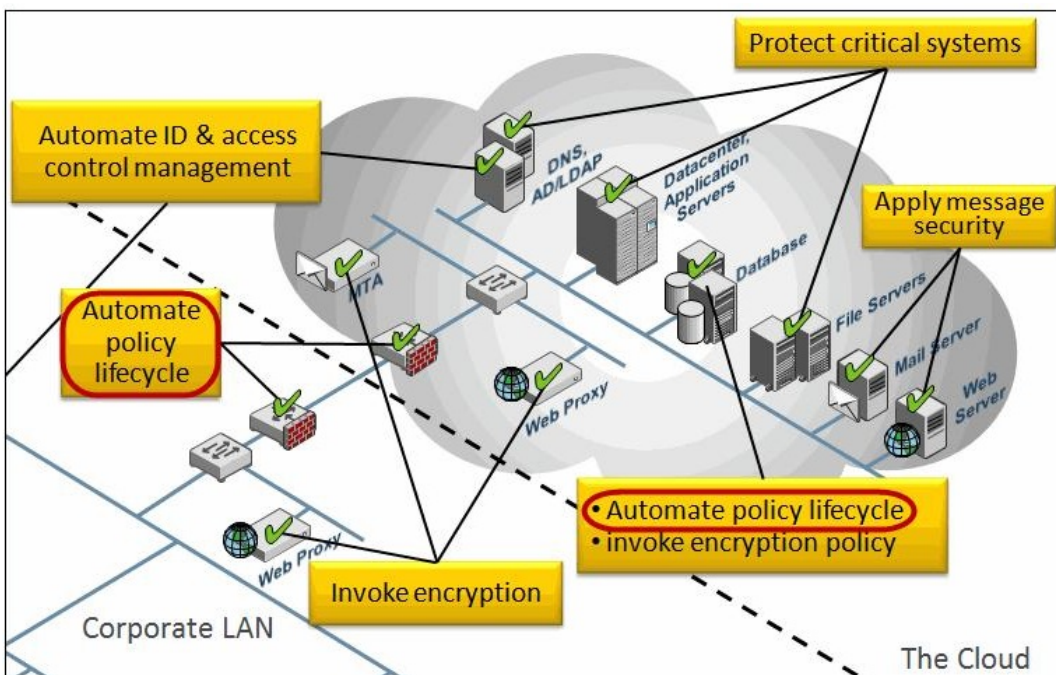 Protect critical systems
Automate ID & access
control management
DNS,
AD/LDAP
Datacenter,
Application
Servers
Apply message
security
MTA
Database
Automate
policy
lifecycle
File Servers
Mail Server
Web Proxy
Web
Server
• Automate policy lifecycle
• invoke encryption policy
Web Proxy
Invoke encryption
Corporate LAN
The Cloud